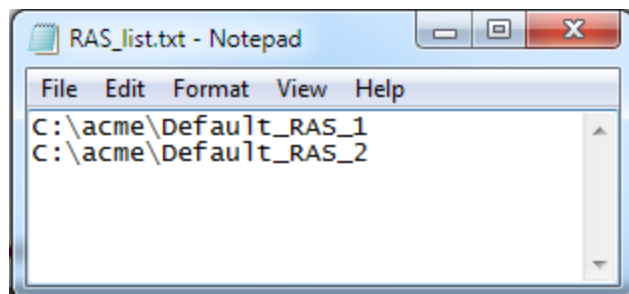 RAS_list.txt - Notepad
File Edit Format View Help
C:\acme\Default_RAS_1
C:\acme\Default_RAS_2